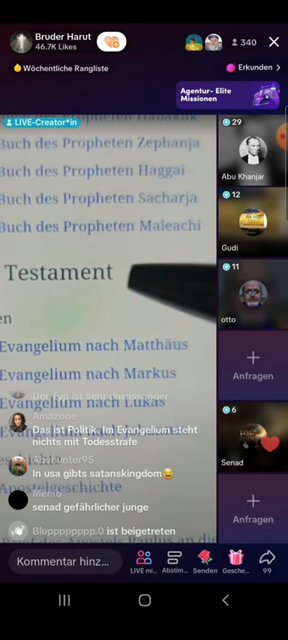 Bruder Harut
46.7K Likes
340
Wöchentliche Rangliste
Erkunden >
Agentur- Elite
Missionen
LIVE-Creator*in
Habakuk
Buch des Propheten Zephanja
Buch des Propheten Haggai
Buch des Propheten Sacharja
Buch des Propheten Maleachi
Testament
en
Evangelium nach Matthäus
Evangelium nach Markus
Evangelium nach Lukas
Apostelgeschichte
29
Abu Khanjar
12
Gudi
11
otto
Anfragen
6
Senad
Anfragen
Amazone
Das ist Politik. Im Evangelium steht
nichts mit Todesstrafe
In usa gibts satanskingdom😂
Memo
senad gefährlicher junge
Bluppppppppp.0 ist beigetreten
Kommentar hinz...
LIVE mi...
Abstim...
Senden
Gesche...
99